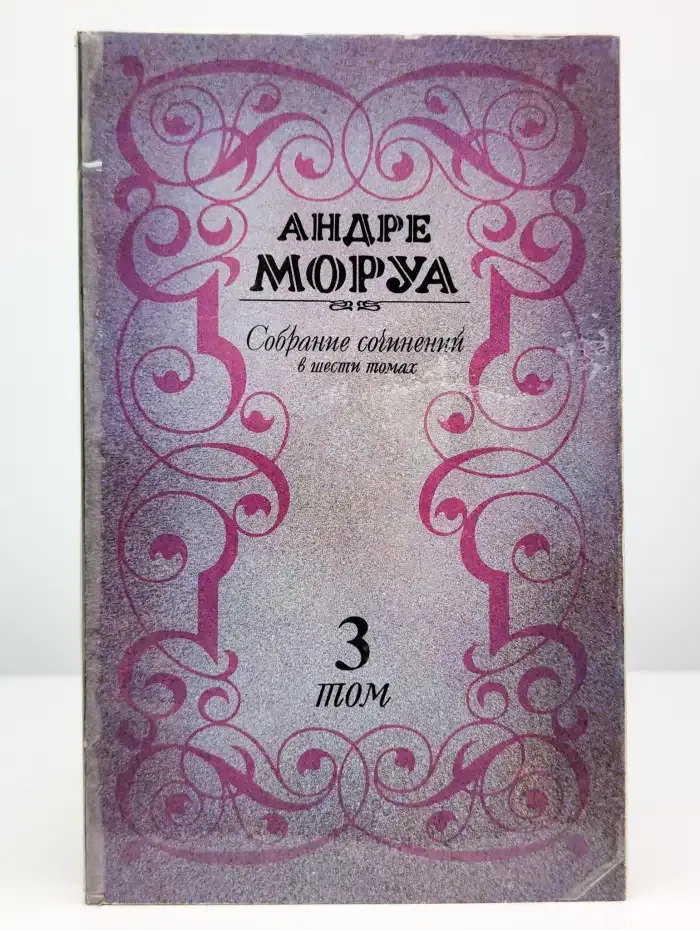 АНДРЕ
МОРУА
Собрание сочинений
в шести томах
3
том